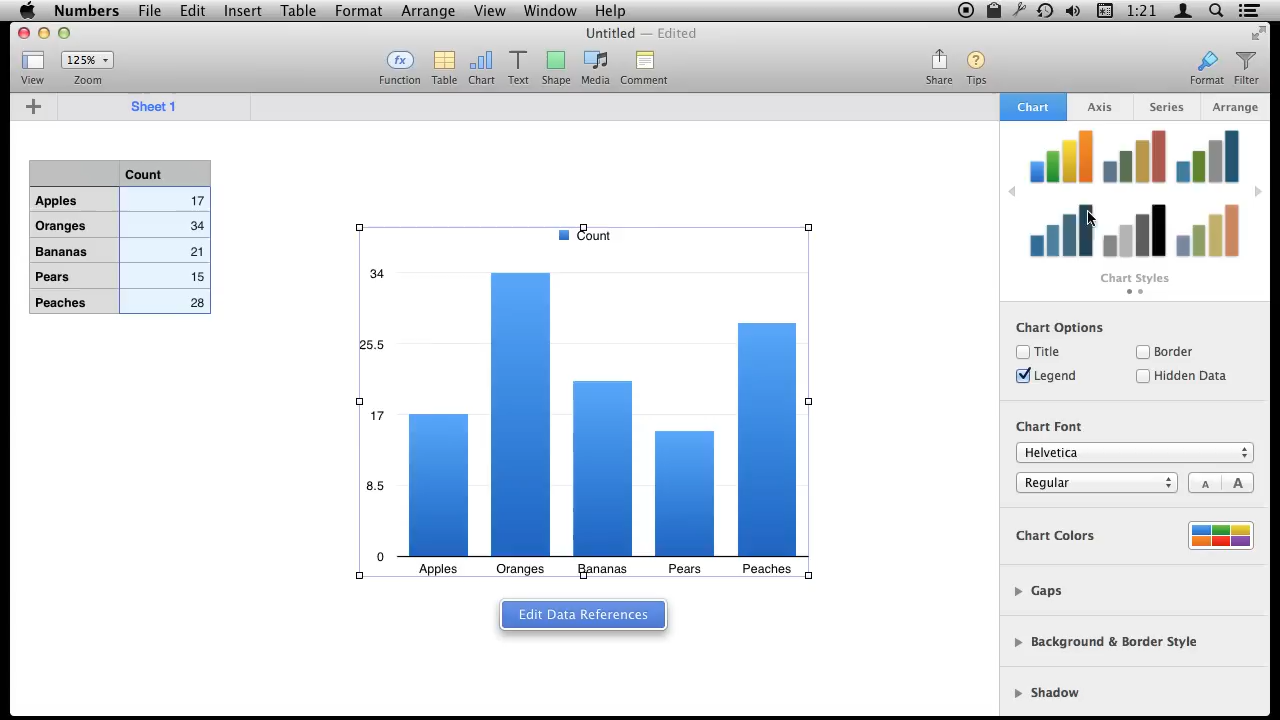 Numbers File Edit Insert Table Format Arrange View Window Help 1:21
Untitled — Edited
125%
fx
?
View Zoom Function Table Chart Text Shape Media Comment Share Tips Format Filter
Sheet 1
Chart Axis Series Arrange
Count
Apples 17
Oranges 34
Bananas 21
Pears 15
Peaches 28
Count
34
25.5
17
8.5
0
Apples Oranges Bananas Pears Peaches
Edit Data References
Chart Styles
Chart Options
Title Border
Legend Hidden Data
Chart Font
Helvetica
Regular A A
Chart Colors
Gaps
Background & Border Style
Shadow